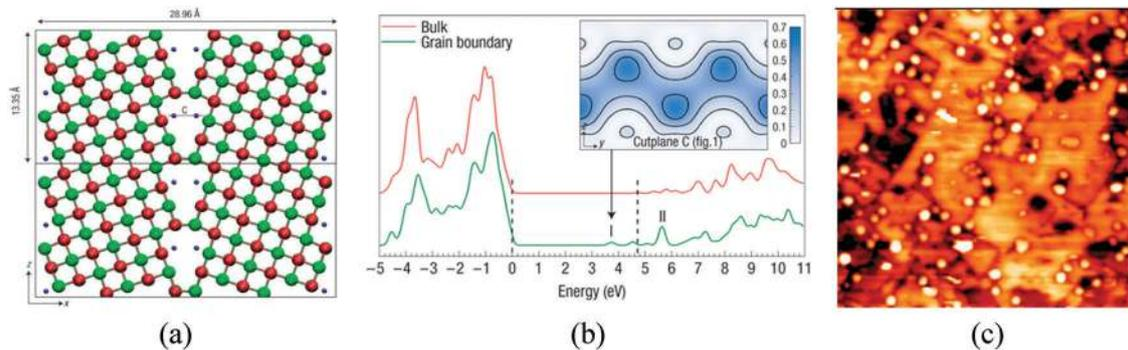 28.96 Å
13.35 Å
C
z
x
(a)
Bulk
Grain boundary
0.7
0.6
0.5
0.4
0.3
0.2
0.1
0
y
Cutplane C (fig.1)
I
II
–5 –4 –3 –2 –1 0 1 2 3 4 5 6 7 8 9 10 11
Energy (eV)
(b)
(c)